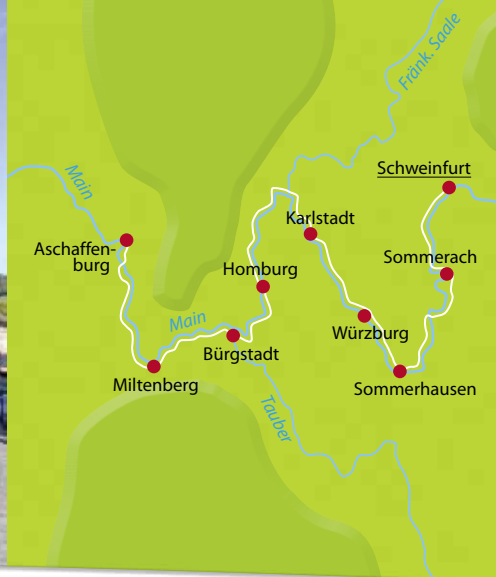 Fränk. Saale
Main
Schweinfurt
Karlstadt
Aschaffen-
burg
Sommerach
Homburg
Main
Würzburg
Bürgstadt
Miltenberg
Sommerhausen
Tauber